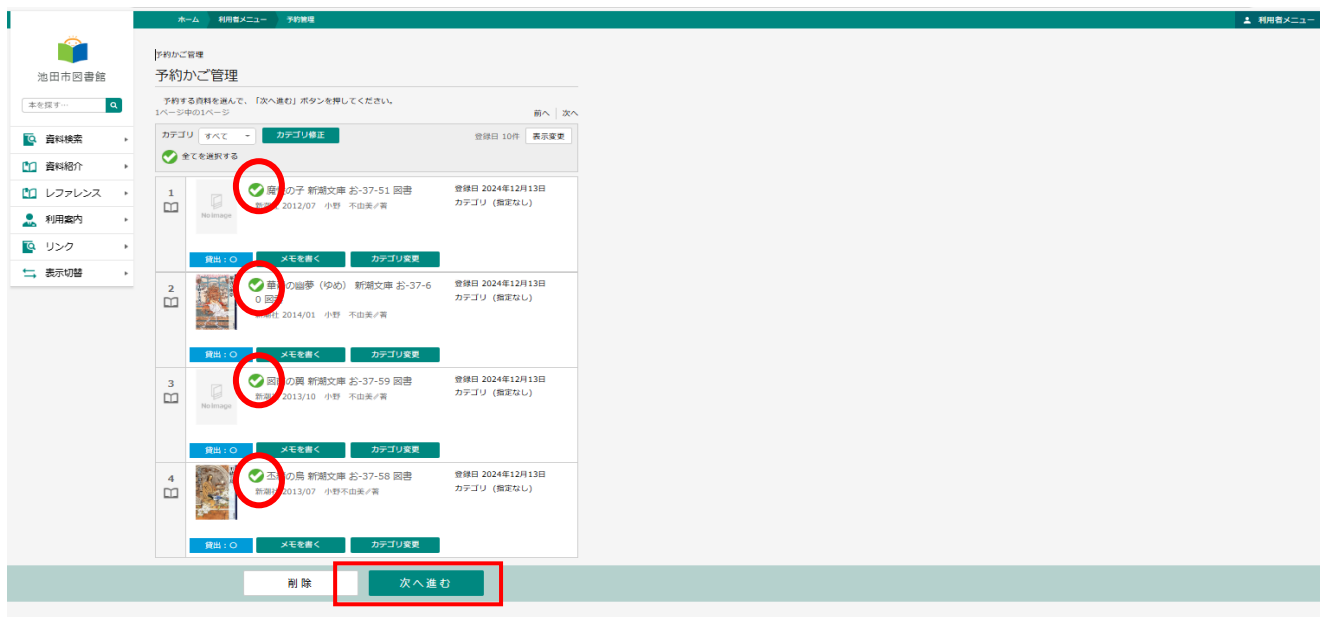 ホーム 利用者メニュー 予約管理
利用者メニュー
池田市図書館
本を探す…
資料検索
資料紹介
レファレンス
利用案内
リンク
表示切替
予約かご管理
予約かご管理
予約する資料を選んで、「次へ進む」ボタンを押してください。
1ページ中の1ページ
前へ 次へ
カテゴリ すべて カテゴリ修正
登録日 10件 表示変更
全てを選択する
1
No Image
の子 新潮文庫 お-37-51 図書
2012/07 小野 不由美/著
登録日 2024年12月13日
カテゴリ (指定なし)
貸出:○ メモを書く カテゴリ変更
2
華の幽夢(ゆめ) 新潮文庫 お-37-6
0 図
2014/01 小野 不由美/著
登録日 2024年12月13日
カテゴリ (指定なし)
貸出:○ メモを書く カテゴリ変更
3
No Image
の翼 新潮文庫 お-37-59 図書
2013/10 小野 不由美/著
登録日 2024年12月13日
カテゴリ (指定なし)
貸出:○ メモを書く カテゴリ変更
4
の鳥 新潮文庫 お-37-58 図書
2013/07 小野不由美/著
登録日 2024年12月13日
カテゴリ (指定なし)
貸出:○ メモを書く カテゴリ変更
削除 次へ進む